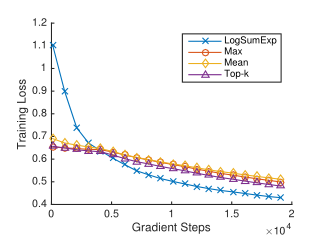 1.2
1.1
1
0.9
0.8
0.7
0.6
0.5
0.4
Training Loss
LogSumExp
Max
Mean
Top-k
0 0.5 1 1.5 2
Gradient Steps
×10⁴